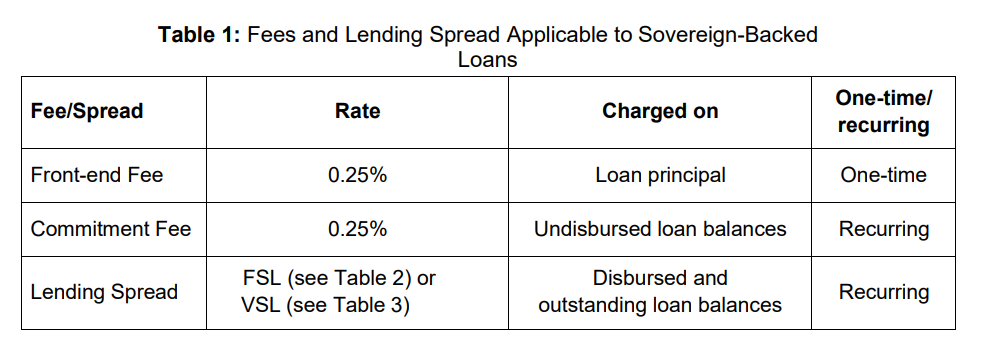 Table 1: Fees and Lending Spread Applicable to Sovereign-Backed
Loans
Fee/Spread Rate Charged on One-time/
recurring
Front-end Fee 0.25% Loan principal One-time
Commitment Fee 0.25% Undisbursed loan balances Recurring
Lending Spread FSL (see Table 2) or
VSL (see Table 3) Disbursed and
outstanding loan balances Recurring